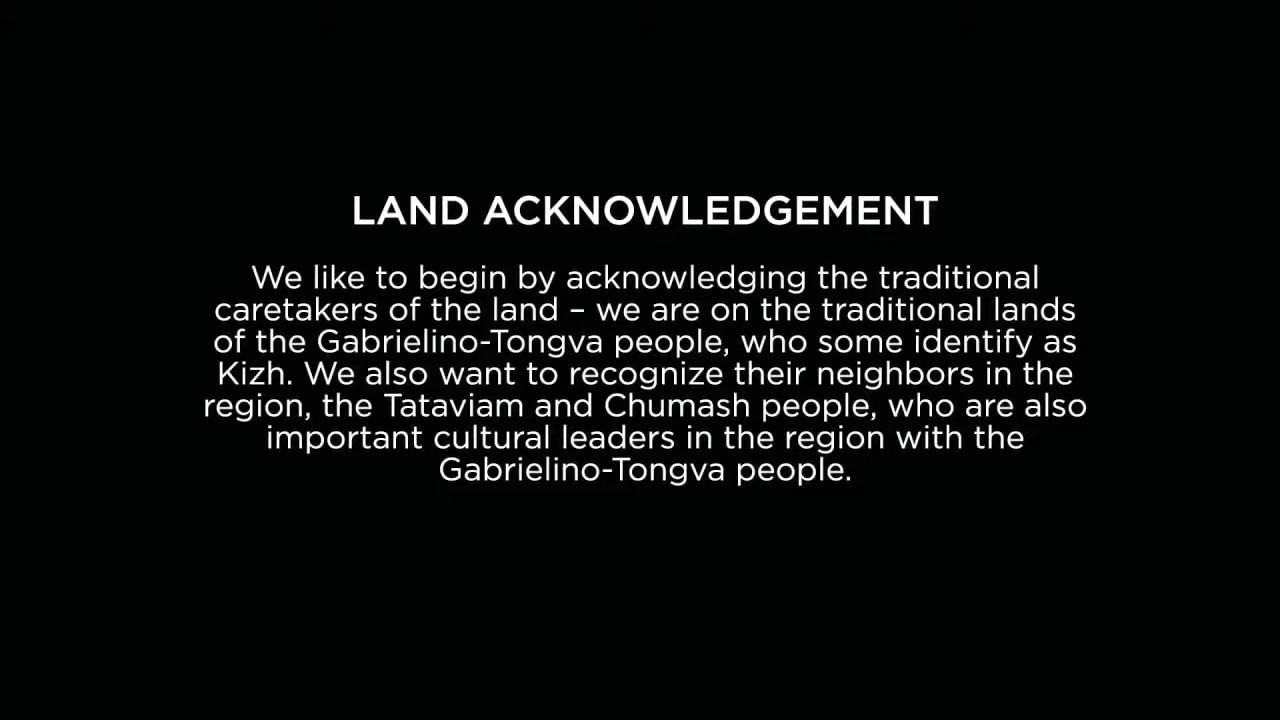 LAND ACKNOWLEDGEMENT
We like to begin by acknowledging the traditional
caretakers of the land – we are on the traditional lands
of the Gabrielino-Tongva people, who some identify as
Kizh. We also want to recognize their neighbors in the
region, the Tataviam and Chumash people, who are also
important cultural leaders in the region with the
Gabrielino-Tongva people.